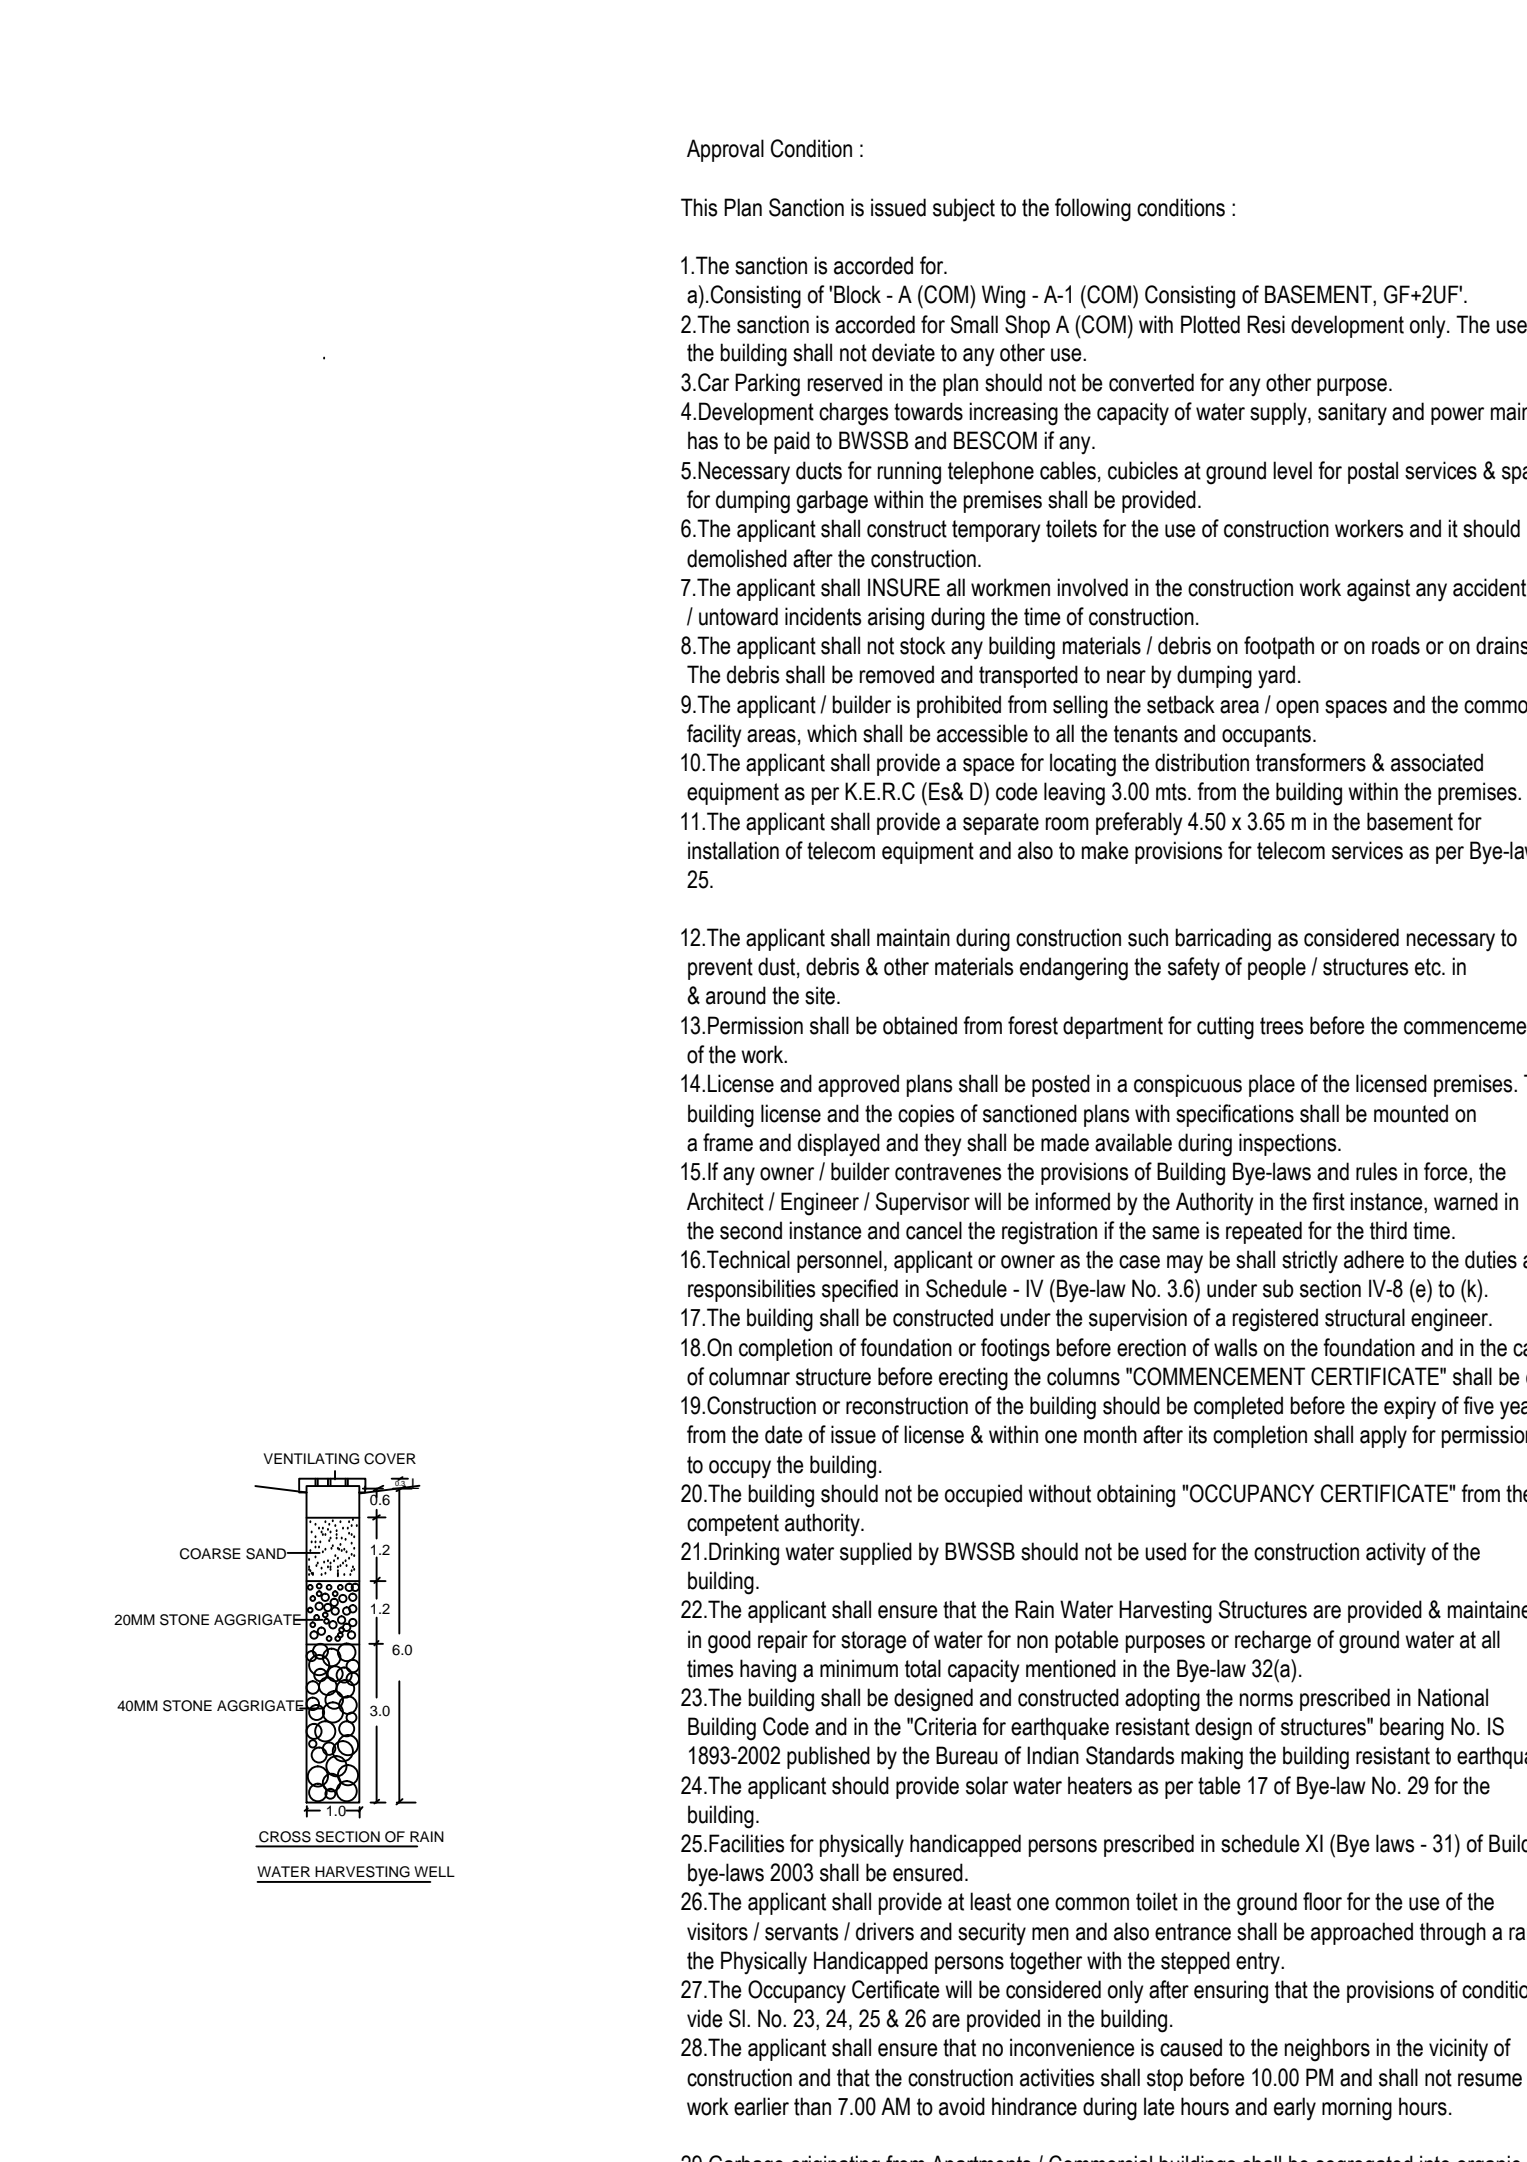 Approval Condition :
This Plan Sanction is issued subject to the following conditions :
1.The sanction is accorded for.
a).Consisting of 'Block - A (COM) Wing - A-1 (COM) Consisting of BASEMENT, GF+2UF'.
2.The sanction is accorded for Small Shop A (COM) with Plotted Resi development only. The use
the building shall not deviate to any other use.
3.Car Parking reserved in the plan should not be converted for any other purpose.
4.Development charges towards increasing the capacity of water supply, sanitary and power
has to be paid to BWSSB and BESCOM if any.
5.Necessary ducts for running telephone cables, cubicles at ground level for postal services &
for dumping garbage within the premises shall be provided.
6.The applicant shall construct temporary toilets for the use of construction workers and it should
demolished after the construction.
7.The applicant shall INSURE all workmen involved in the construction work against any accident
/ untoward incidents arising during the time of construction.
8.The applicant shall not stock any building materials / debris on footpath or on roads or on drains
The debris shall be removed and transported to near by dumping yard.
9.The applicant / builder is prohibited from selling the setback area / open spaces and the
facility areas, which shall be accessible to all the tenants and occupants.
10.The applicant shall provide a space for locating the distribution transformers & associated
equipment as per K.E.R.C (Es& D) code leaving 3.00 mts. from the building within the premises.
11.The applicant shall provide a separate room preferably 4.50 x 3.65 m in the basement for
installation of telecom equipment and also to make provisions for telecom services as per
25.
12.The applicant shall maintain during construction such barricading as considered necessary to
prevent dust, debris & other materials endangering the safety of people / structures etc. in
& around the site.
13.Permission shall be obtained from forest department for cutting trees before the
of the work.
14.License and approved plans shall be posted in a conspicuous place of the licensed premises.
building license and the copies of sanctioned plans with specifications shall be mounted on
a frame and displayed and they shall be made available during inspections.
15.If any owner / builder contravenes the provisions of Building Bye-laws and rules in force, the
Architect / Engineer / Supervisor will be informed by the Authority in the first instance, warned in
the second instance and cancel the registration if the same is repeated for the third time.
16.Technical personnel, applicant or owner as the case may be shall strictly adhere to the duties
responsibilities specified in Schedule - IV (Bye-law No. 3.6) under sub section IV-8 (e) to (k).
17.The building shall be constructed under the supervision of a registered structural engineer.
18.On completion of foundation or footings before erection of walls on the foundation and in the
of columnar structure before erecting the columns "COMMENCEMENT CERTIFICATE" shall be
19.Construction or reconstruction of the building should be completed before the expiry of five
from the date of issue of license & within one month after its completion shall apply for permission
to occupy the building.
20.The building should not be occupied without obtaining "OCCUPANCY CERTIFICATE" from the
competent authority.
21.Drinking water supplied by BWSSB should not be used for the construction activity of the
building.
22.The applicant shall ensure that the Rain Water Harvesting Structures are provided &
in good repair for storage of water for non potable purposes or recharge of ground water at all
times having a minimum total capacity mentioned in the Bye-law 32(a).
23.The building shall be designed and constructed adopting the norms prescribed in National
Building Code and in the "Criteria for earthquake resistant design of structures" bearing No. IS
1893-2002 published by the Bureau of Indian Standards making the building resistant to
24.The applicant should provide solar water heaters as per table 17 of Bye-law No. 29 for the
building.
25.Facilities for physically handicapped persons prescribed in schedule XI (Bye laws - 31) of
bye-laws 2003 shall be ensured.
26.The applicant shall provide at least one common toilet in the ground floor for the use of the
visitors / servants / drivers and security men and also entrance shall be approached through a
the Physically Handicapped persons together with the stepped entry.
27.The Occupancy Certificate will be considered only after ensuring that the provisions of
vide SI. No. 23, 24, 25 & 26 are provided in the building.
28.The applicant shall ensure that no inconvenience is caused to the neighbors in the vicinity of
construction and that the construction activities shall stop before 10.00 PM and shall not resume
work earlier than 7.00 AM to avoid hindrance during late hours and early morning hours.
29.Garbage originating from Apartments / Commercial buildings shall be segregated into organic
VENTILATING COVER
0.3
0.6
COARSE SAND
1.2
20MM STONE AGGRIGATE
1.2
6.0
40MM STONE AGGRIGATE
3.0
1.0
CROSS SECTION OF RAIN
WATER HARVESTING WELL